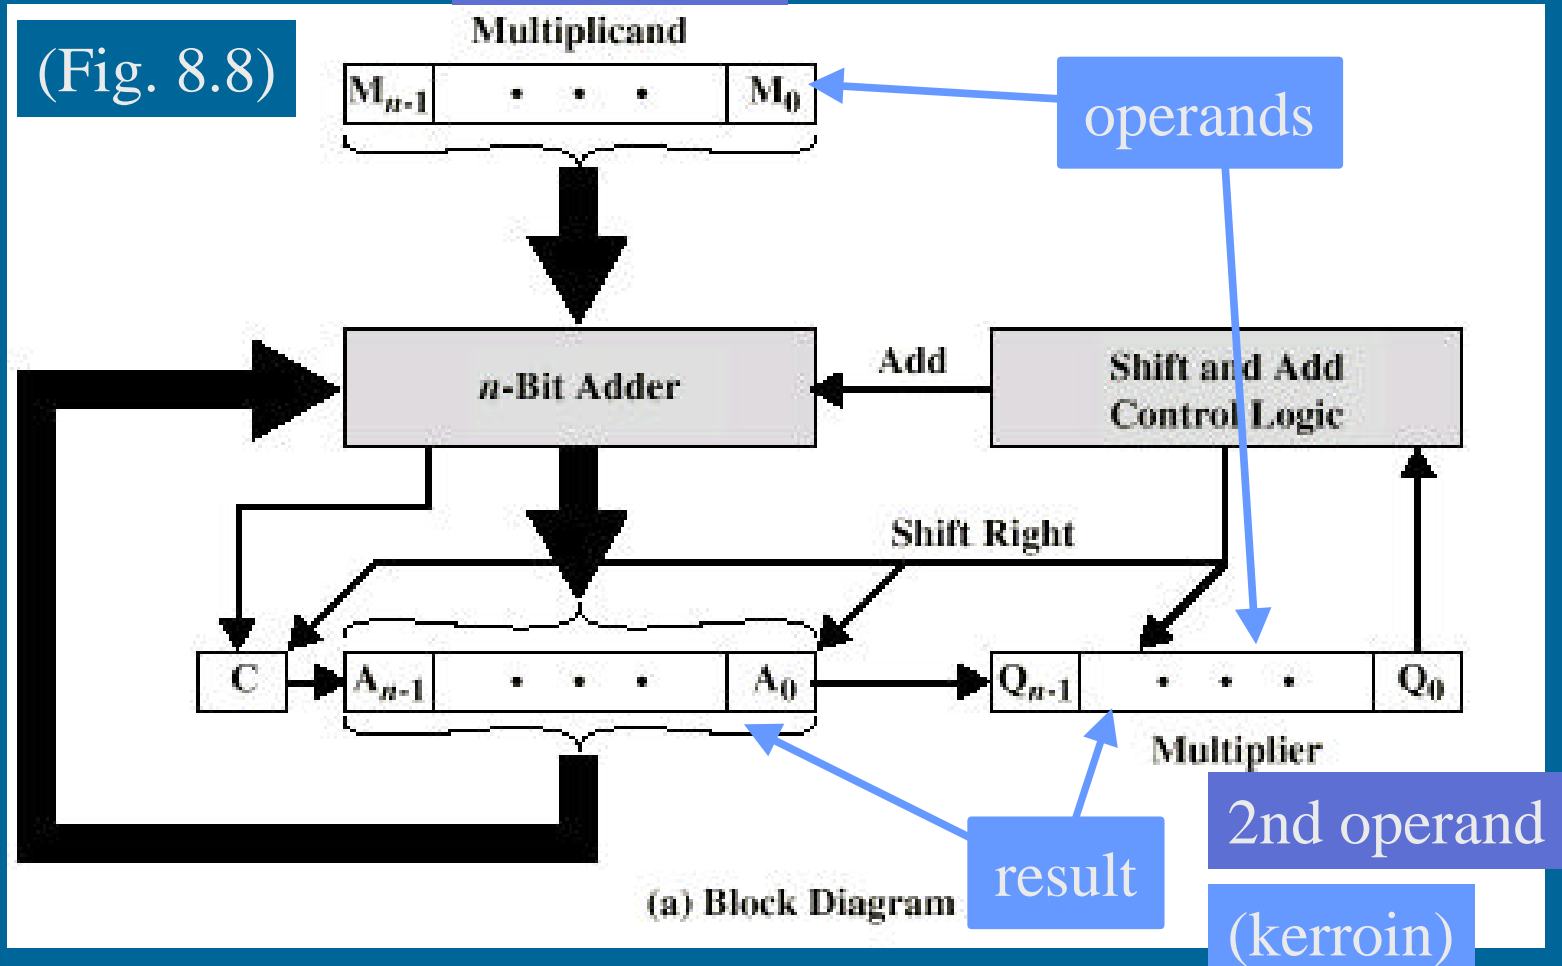 (Fig. 8.8)
Multiplicand
Mn-1 • • • M0
operands
n-Bit Adder
Add
Shift and Add
Control Logic
Shift Right
C
An-1 • • • A0
Qn-1 • • • Q0
Multiplier
2nd operand
result
(a) Block Diagram
(kerroin)